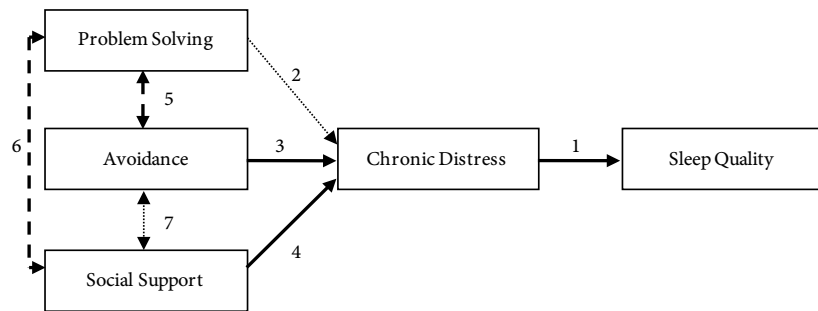 Problem Solving
2
5
6
Avoidance
3
Chronic Distress
1
Sleep Quality
7
4
Social Support